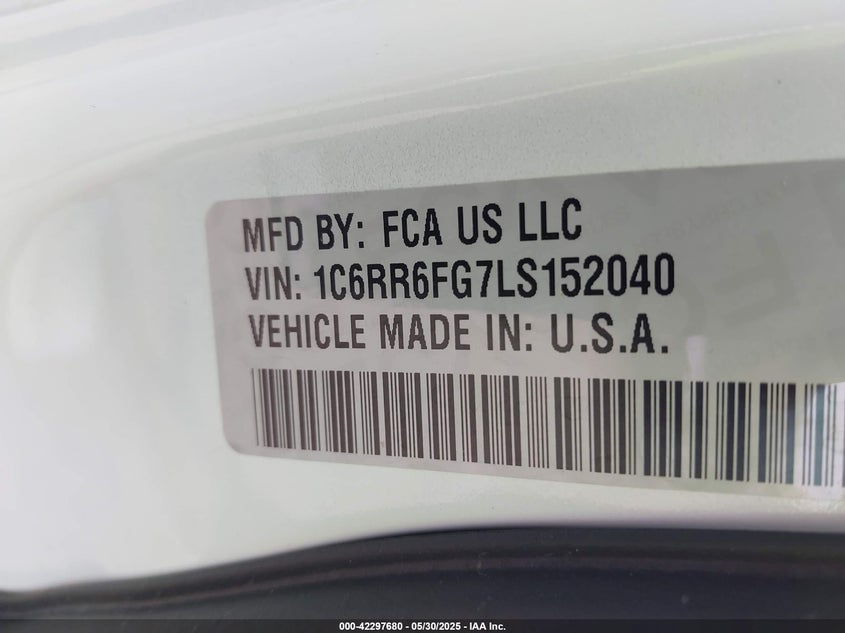 MFD BY: FCA US LLC
VIN: 1C6RR6FG7LS152040
VEHICLE MADE IN: U.S.A.
000-42297680 - 05/30/2025 - IAA Inc.